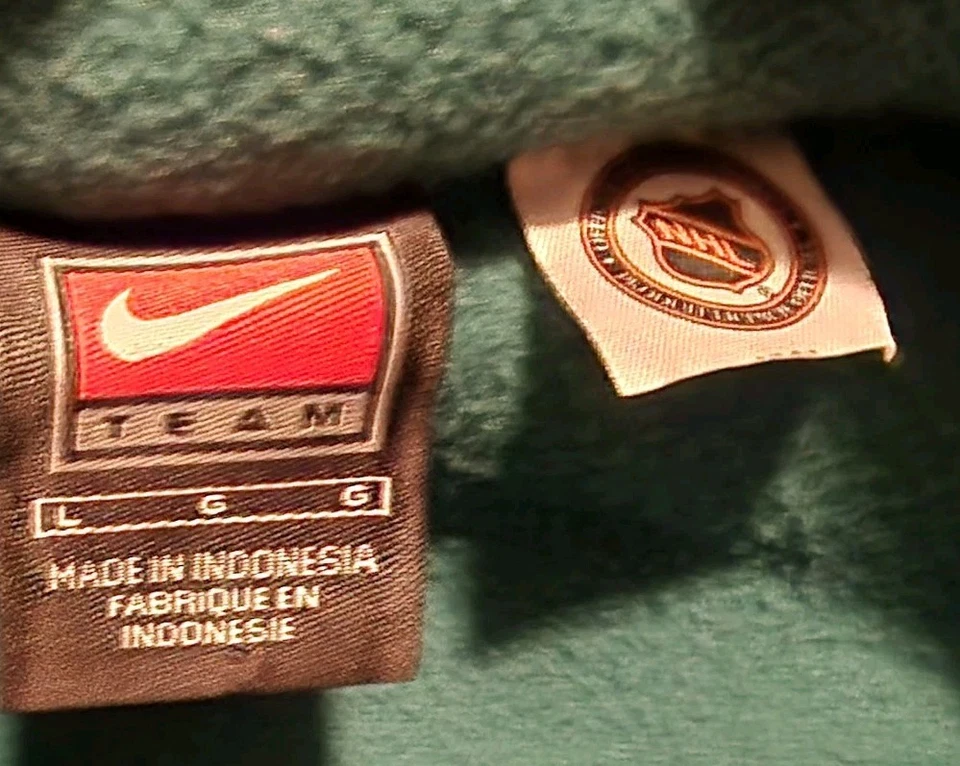 TEAM
L G G
MADE IN INDONESIA
FABRIQUE EN
INDONESIE
NHL